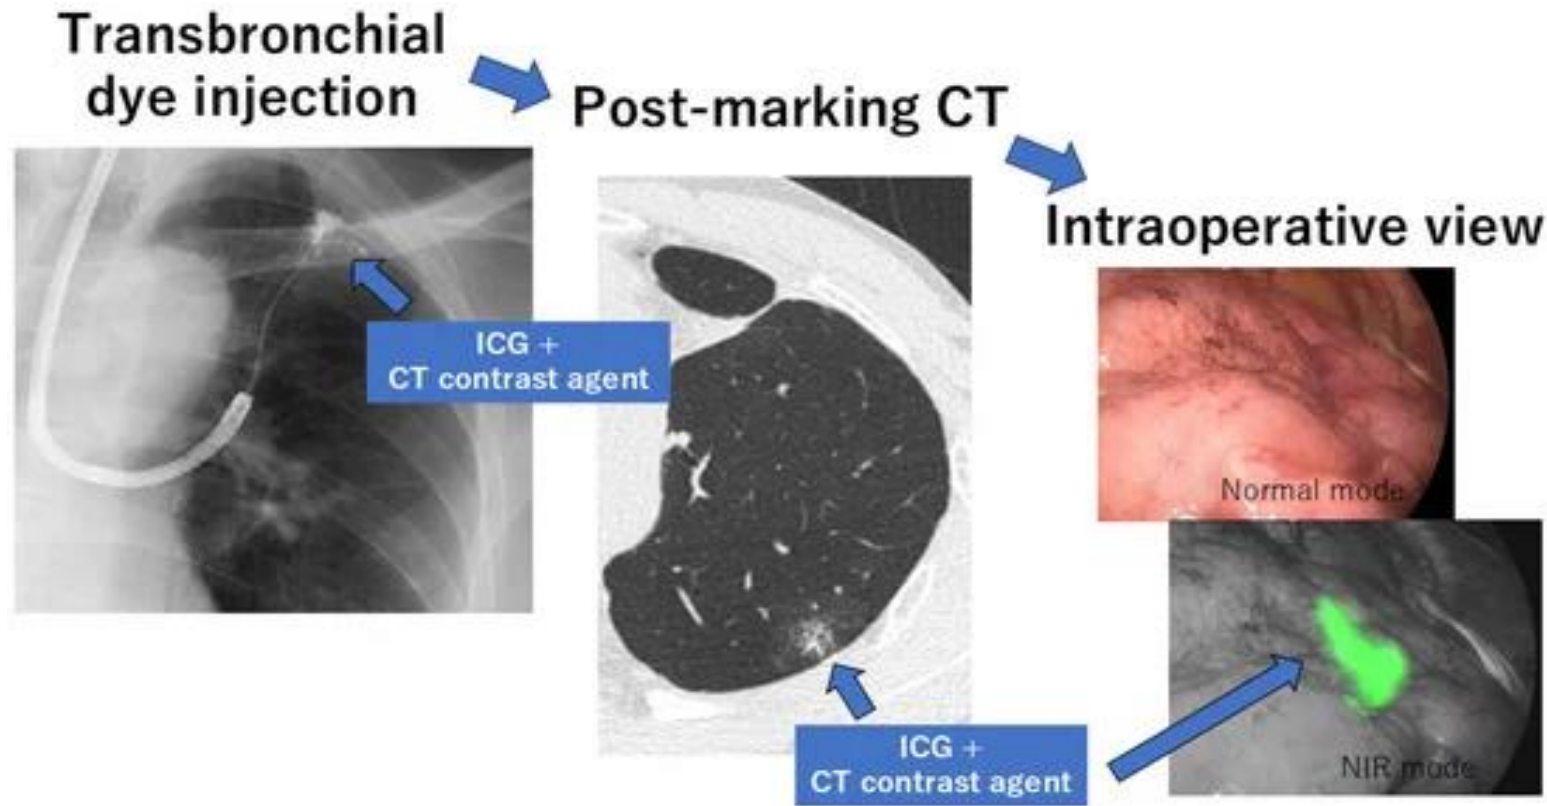 Transbronchial
dye injection
Post-marking CT
Intraoperative view
ICG +
CT contrast agent
Normal mode
ICG +
CT contrast agent
NIR mode